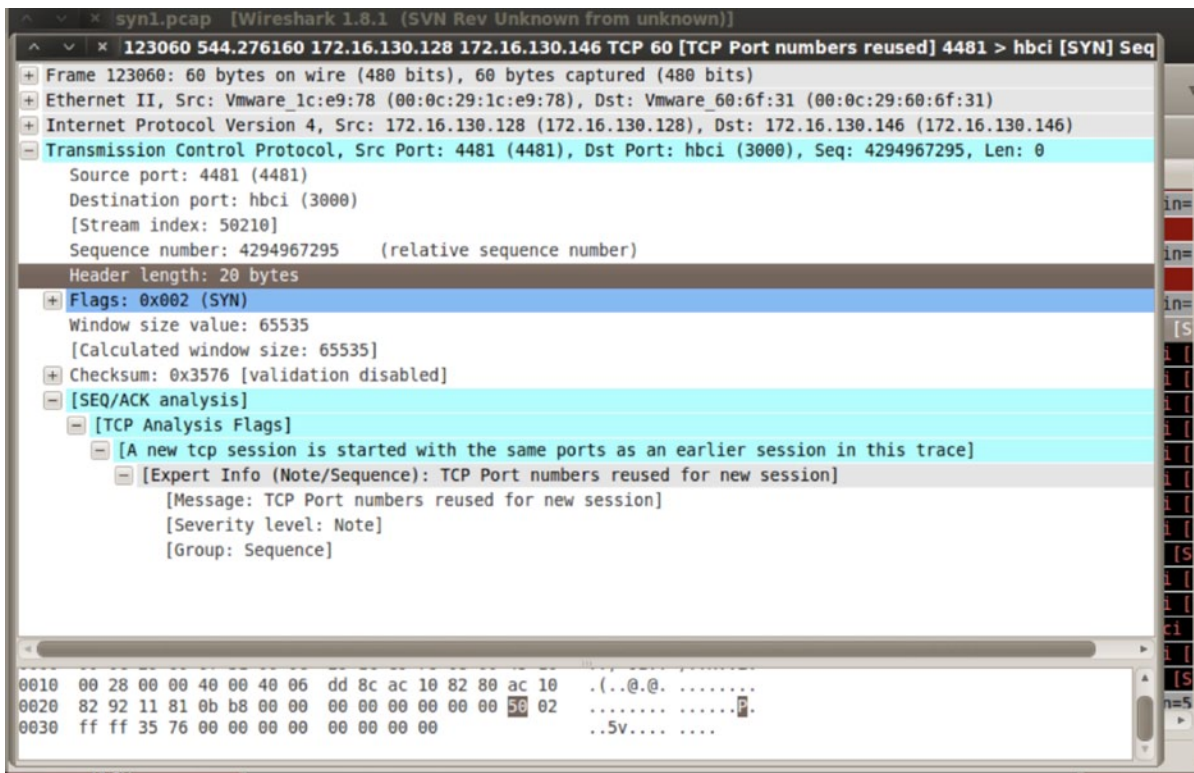 syn1.pcap [Wireshark 1.8.1 (SVN Rev Unknown from unknown)]
123060 544.276160 172.16.130.128 172.16.130.146 TCP 60 [TCP Port numbers reused] 4481 > hbci [SYN] Seq
Frame 123060: 60 bytes on wire (480 bits), 60 bytes captured (480 bits)
Ethernet II, Src: Vmware_1c:e9:78 (00:0c:29:1c:e9:78), Dst: Vmware_60:6f:31 (00:0c:29:60:6f:31)
Internet Protocol Version 4, Src: 172.16.130.128 (172.16.130.128), Dst: 172.16.130.146 (172.16.130.146)
Transmission Control Protocol, Src Port: 4481 (4481), Dst Port: hbci (3000), Seq: 4294967295, Len: 0
Source port: 4481 (4481)
Destination port: hbci (3000)
[Stream index: 50210]
Sequence number: 4294967295 (relative sequence number)
Header length: 20 bytes
Flags: 0x002 (SYN)
Window size value: 65535
[Calculated window size: 65535]
Checksum: 0x3576 [validation disabled]
[SEQ/ACK analysis]
[TCP Analysis Flags]
[A new tcp session is started with the same ports as an earlier session in this trace]
[Expert Info (Note/Sequence): TCP Port numbers reused for new session]
[Message: TCP Port numbers reused for new session]
[Severity level: Note]
[Group: Sequence]
0010 00 28 00 00 40 00 40 06 dd 8c ac 10 82 80 ac 10 .(..@.@. ........
0020 82 92 11 81 0b b8 00 00 00 00 00 00 00 00 50 02 ........ ......P.
0030 ff ff 35 76 00 00 00 00 00 00 00 00 ..5v.... ....